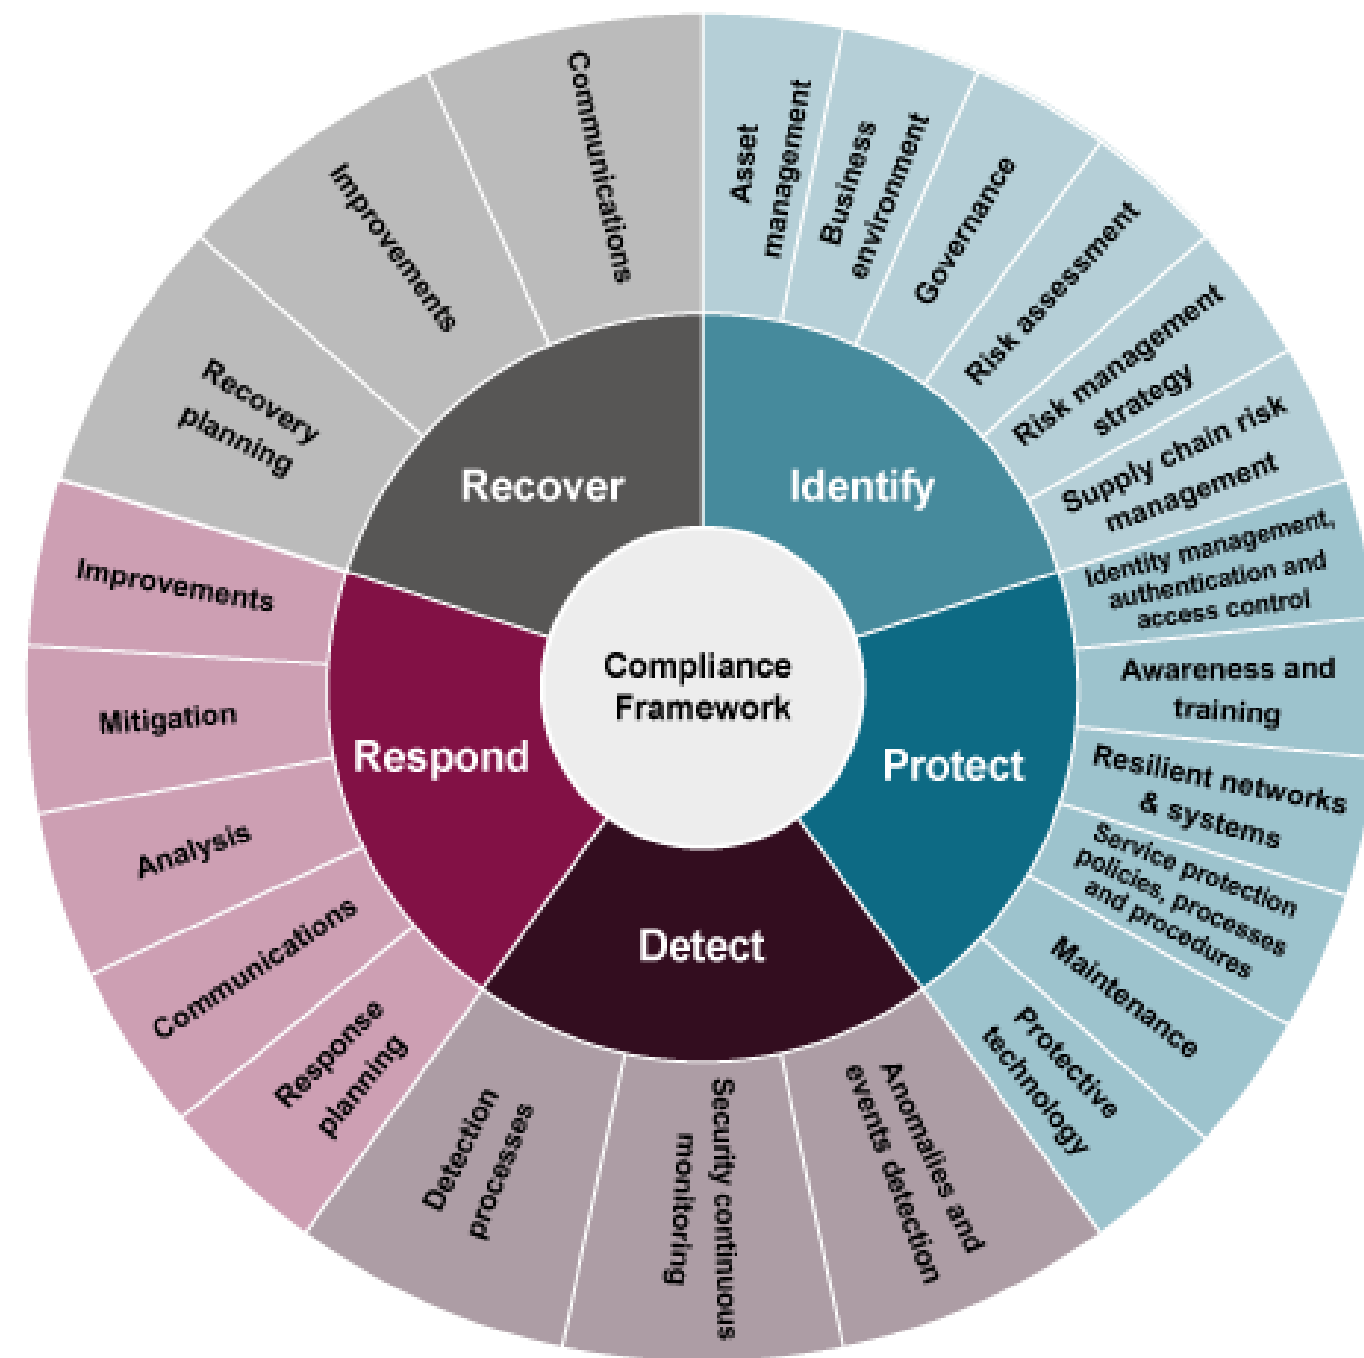 Compliance
Framework
Identify
Asset
management
Business
environment
Governance
Risk assessment
Risk management
strategy
Supply chain risk
management
Protect
Identity management,
authentication and
access control
Awareness and
training
Resilient networks
& systems
Service protection
policies, processes
and procedures
Maintenance
Protective
technology
Detect
Anomalies and
events detection
Security continuous
monitoring
Detection
processes
Respond
Response
planning
Communications
Analysis
Mitigation
Improvements
Recover
Recovery
planning
Improvements
Communications